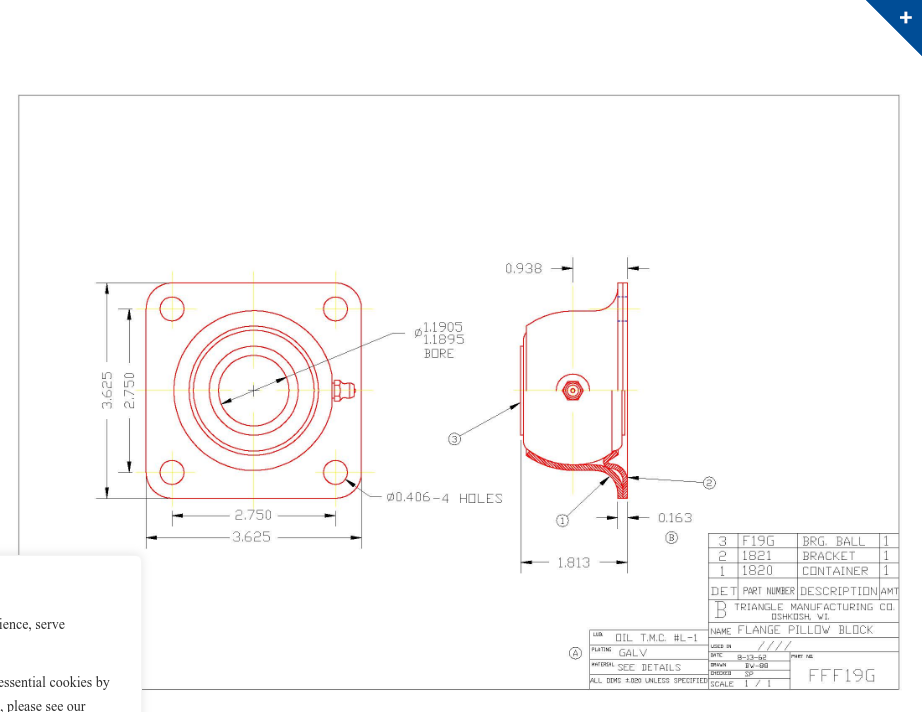 +
0.938
⌀1.1905
1.1895
BORE
3.625
2.750
3
⌀0.406-4 HOLES
2
2.750
1
0.163
B
3.625
1.813
3 F19G BRG. BALL 1
2 1821 BRACKET 1
1 1820 CONTAINER 1
DET PART NUMBER DESCRIPTION AMT
B TRIANGLE MANUFACTURING CO.
OSHKOSH, WI.
NAME FLANGE PILLOW BLOCK
USED ON ////
LUB. OIL T.M.C. #L-1
A
PLATING GALV
MATERIAL SEE DETAILS
ALL DIMS ±.020 UNLESS SPECIFIED
DATE 8-13-62
DRAWN BW-88
CHECKED SP
SCALE 1 / 1
PART NO.
FFF19G
ience, serve
essential cookies by
, please see our